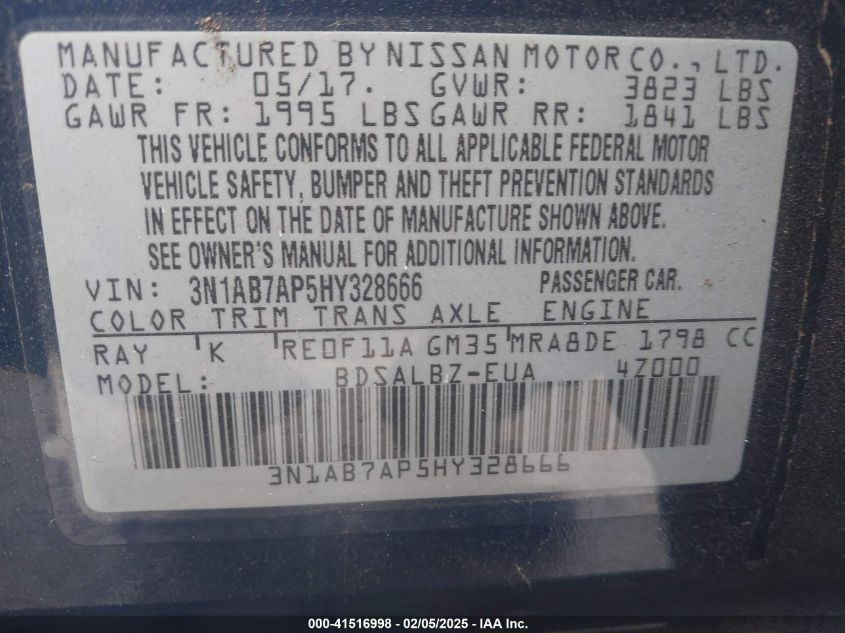 MANUFACTURED BY NISSAN MOTOR CO., LTD.
DATE: 05/17. GVWR: 3823 LBS
GAWR FR: 1995 LBS GAWR RR: 1841 LBS
THIS VEHICLE CONFORMS TO ALL APPLICABLE FEDERAL MOTOR
VEHICLE SAFETY, BUMPER AND THEFT PREVENTION STANDARDS
IN EFFECT ON THE DATE OF MANUFACTURE SHOWN ABOVE.
SEE OWNER'S MANUAL FOR ADDITIONAL INFORMATION.
VIN: 3N1AB7AP5HY328666 PASSENGER CAR.
COLOR TRIM TRANS AXLE ENGINE
RAY K RE0F11A GM35 MRA8DE 1798 CC
MODEL: BDSALBZ-EUA 4Z000
3N1AB7AP5HY328666
000-41516998 - 02/05/2025 - IAA Inc.